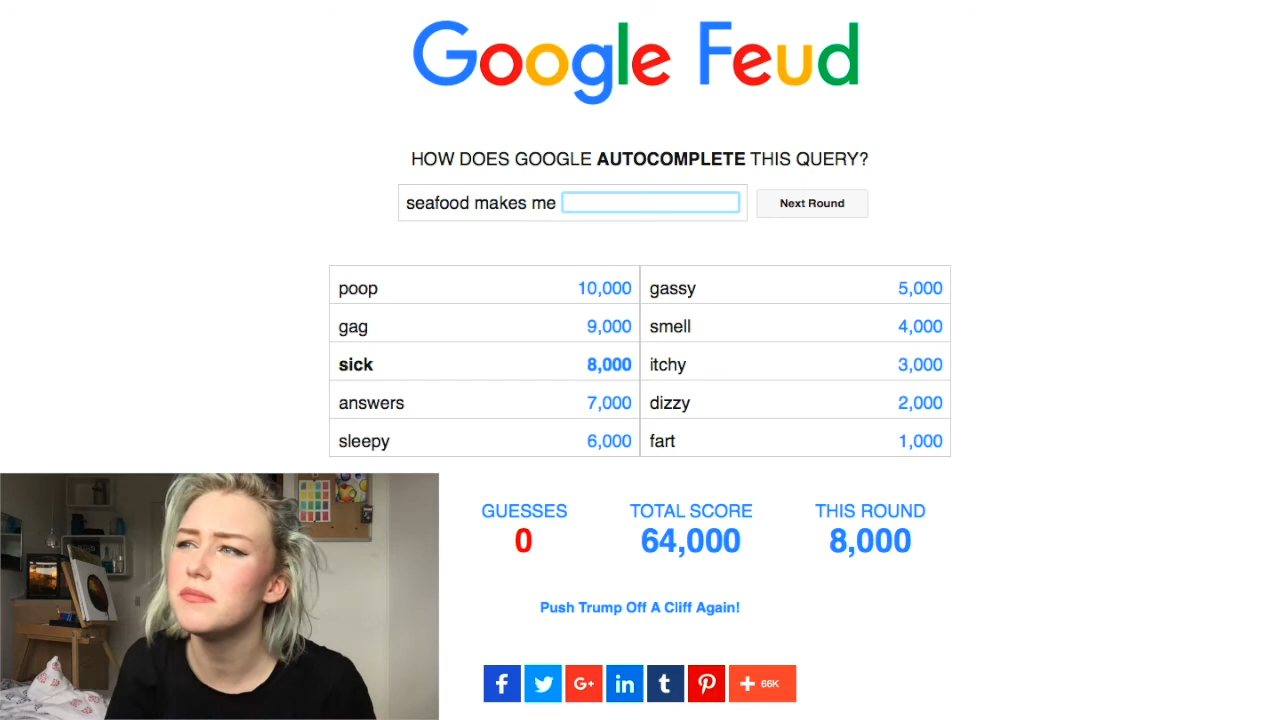 Google Feud
HOW DOES GOOGLE AUTOCOMPLETE THIS QUERY?
seafood makes me
Next Round
poop 10,000 gassy 5,000
gag 9,000 smell 4,000
sick 8,000 itchy 3,000
answers 7,000 dizzy 2,000
sleepy 6,000 fart 1,000
GUESSES TOTAL SCORE THIS ROUND
0 64,000 8,000
Push Trump Off A Cliff Again!
f G+ in t + 66K